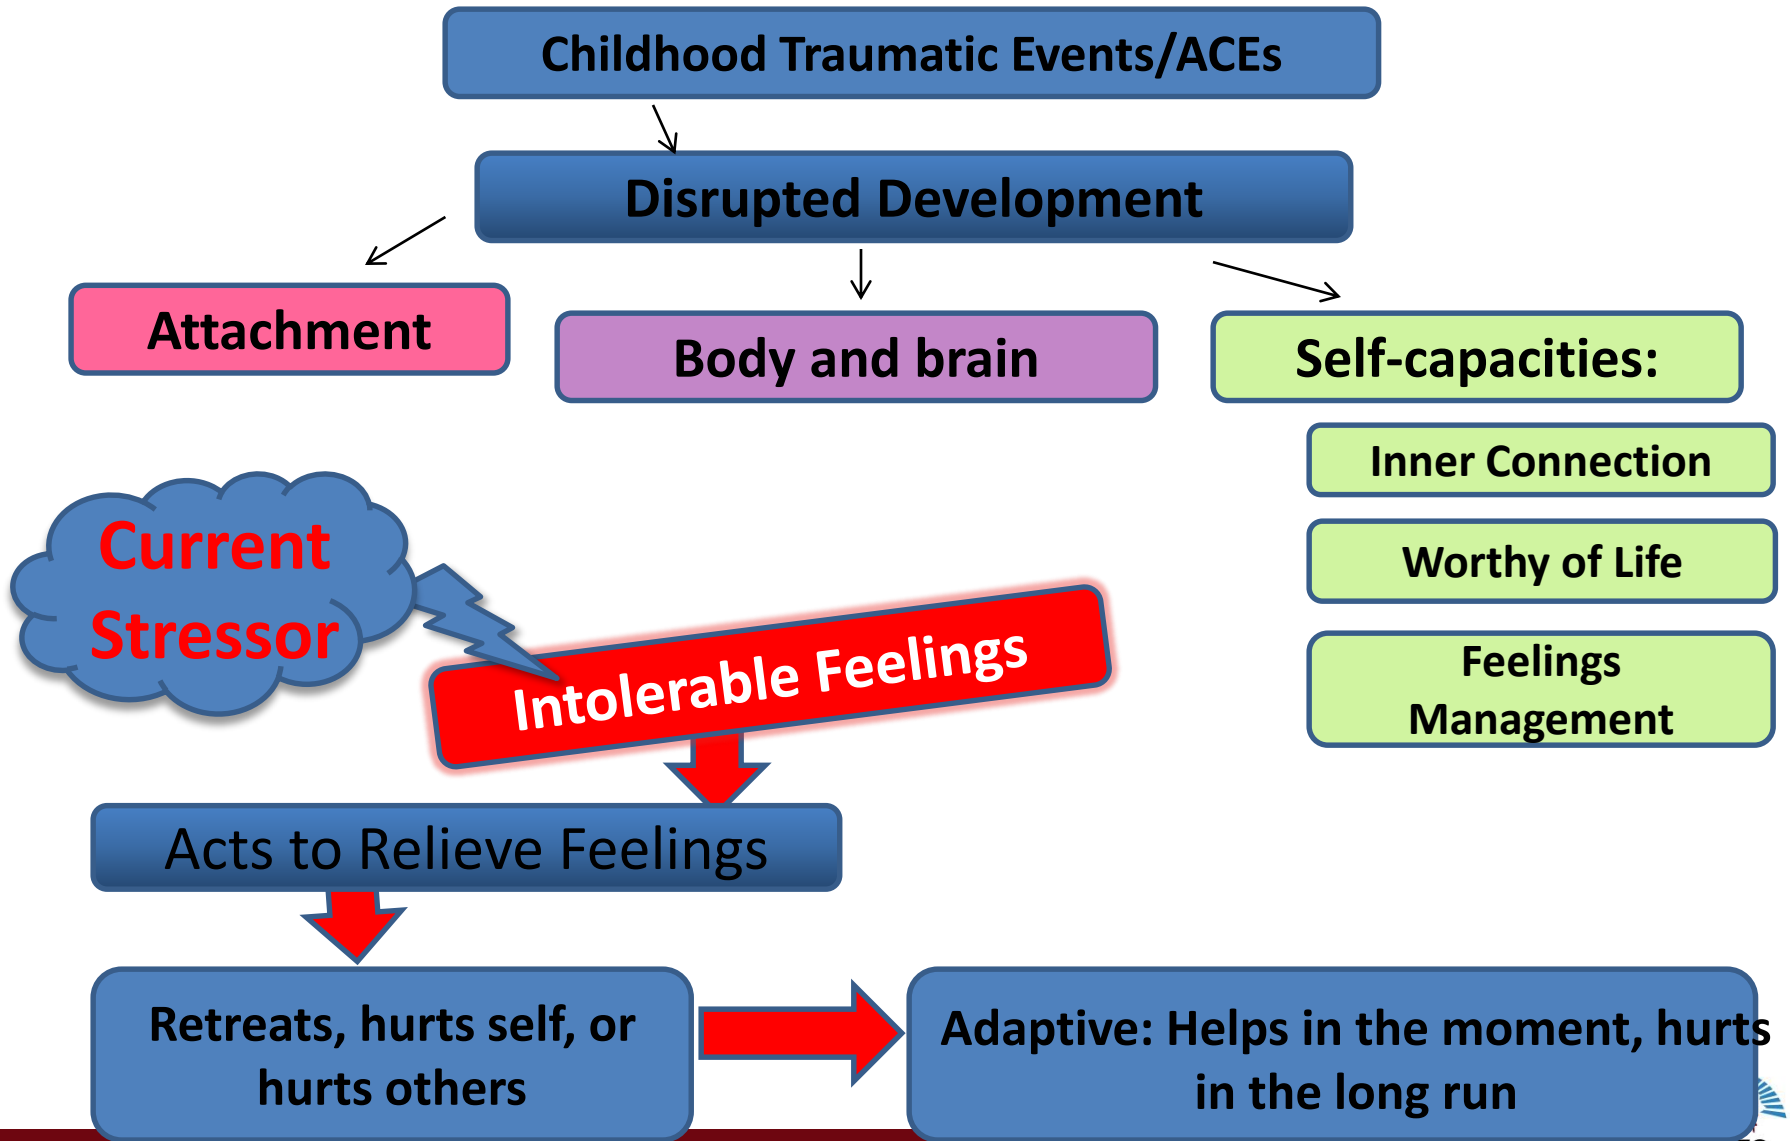 Childhood Traumatic Events/ACEs
Disrupted Development
Attachment
Body and brain
Self-capacities:
Inner Connection
Worthy of Life
Feelings
Management
Current
Stressor
Intolerable Feelings
Acts to Relieve Feelings
Retreats, hurts self, or
hurts others
Adaptive: Helps in the moment, hurts
in the long run